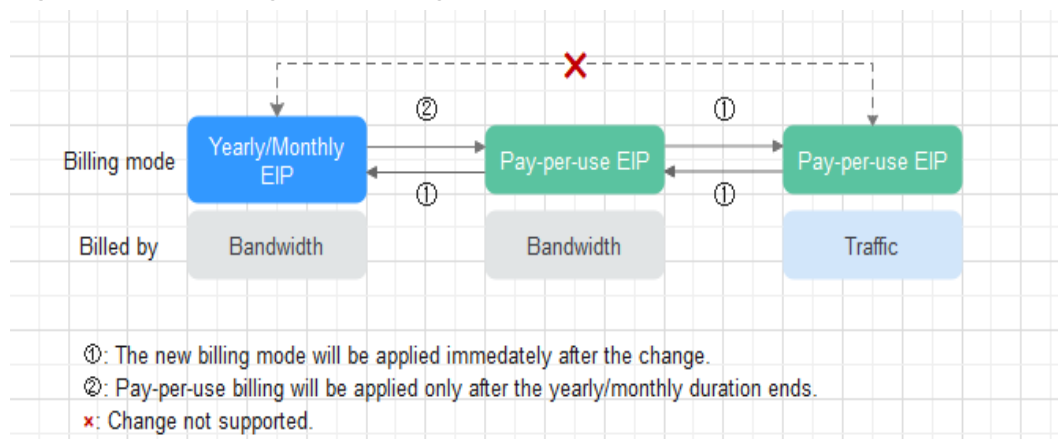 ② ①
Billing mode Yearly/Monthly EIP Pay-per-use EIP Pay-per-use EIP
① ①
Billed by Bandwidth Bandwidth Traffic
①: The new billing mode will be applied immedately after the change.
②: Pay-per-use billing will be applied only after the yearly/monthly duration ends.
×: Change not supported.